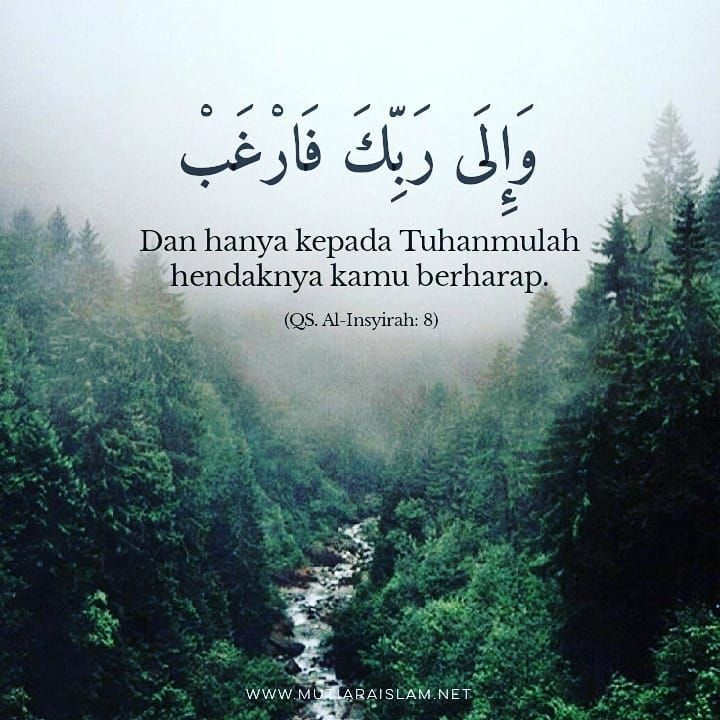 وَإِلَى رَبِّكَ فَارْغَبْ
Dan hanya kepada Tuhanmulah
hendaknya kamu berharap.
(QS. Al-Insyirah: 8)
WWW.MUTIARAISLAM.NET